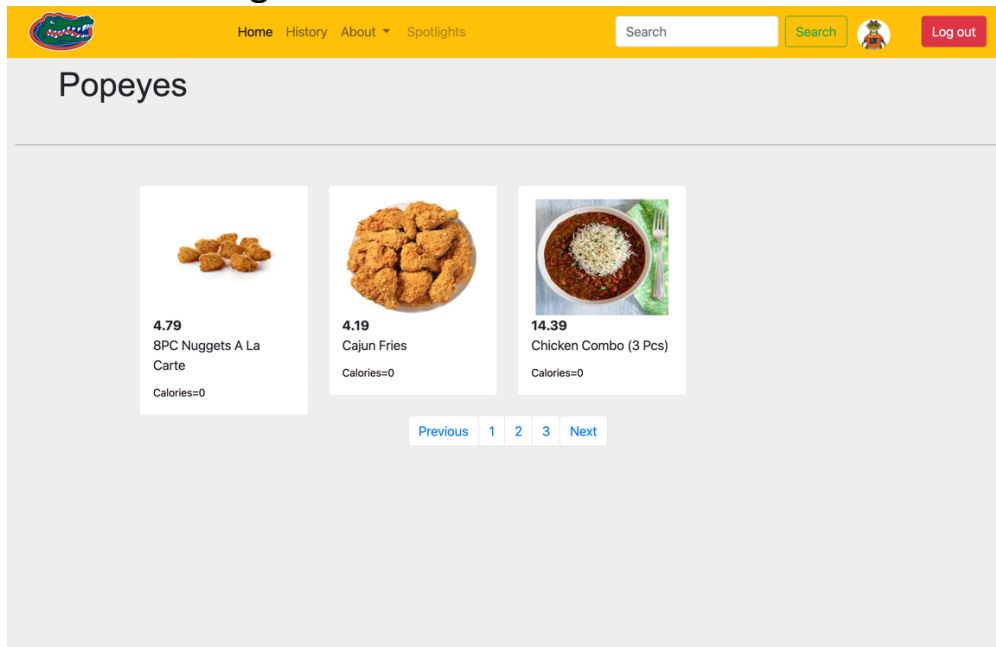 Home History About Spotlights Search Search Log out
Popeyes
4.79
8PC Nuggets A La
Carte
Calories=0
4.19
Cajun Fries
Calories=0
14.39
Chicken Combo (3 Pcs)
Calories=0
Previous 1 2 3 Next